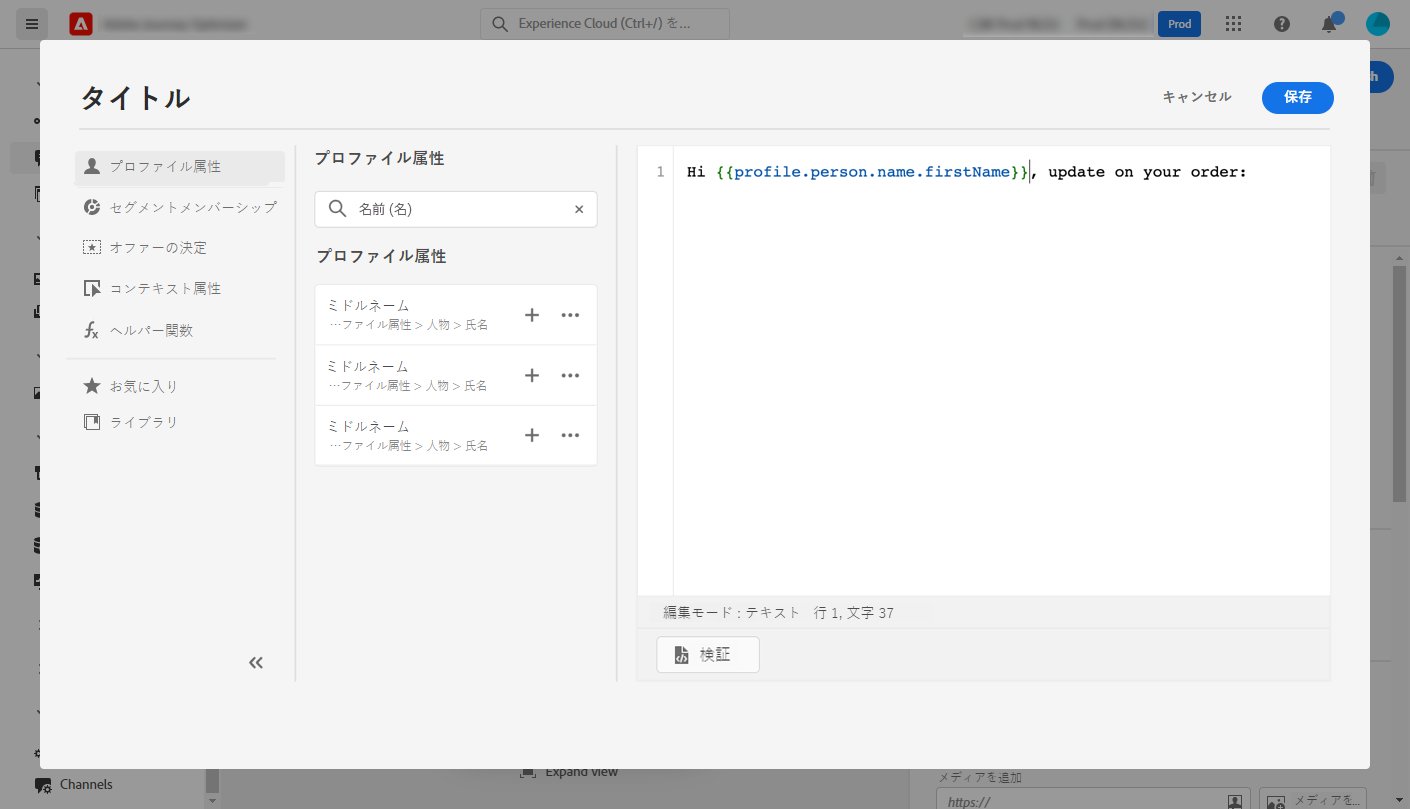 Experience Cloud (Ctrl+/) を...
Prod
タイトル
キャンセル
保存
プロファイル属性
セグメントメンバーシップ
オファーの決定
コンテキスト属性
ヘルパー関数
お気に入り
ライブラリ
プロファイル属性
名前 (名)
プロファイル属性
ミドルネーム
…ファイル属性 > 人物 > 氏名
ミドルネーム
…ファイル属性 > 人物 > 氏名
ミドルネーム
…ファイル属性 > 人物 > 氏名
1 Hi {{profile.person.name.firstName}}, update on your order:
編集モード : テキスト 行 1, 文字 37
検証
Channels
Expand view
メディアを追加
https://
メディアを...